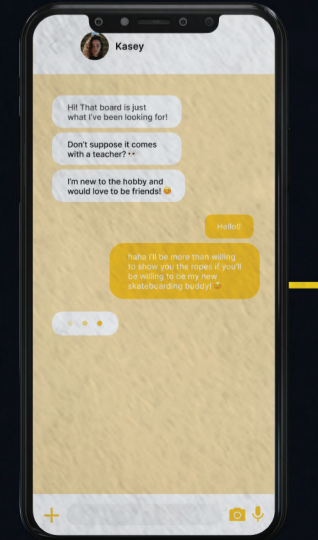 Kasey
Hi! That board is just
what I've been looking for!
Don't suppose it comes
with a teacher? 👀
I'm new to the hobby and
would love to be friends! 😊
Hello!!
haha I'll be more than willing
to show you the ropes if you'll
be willing to be my new
skateboarding buddy! 😄